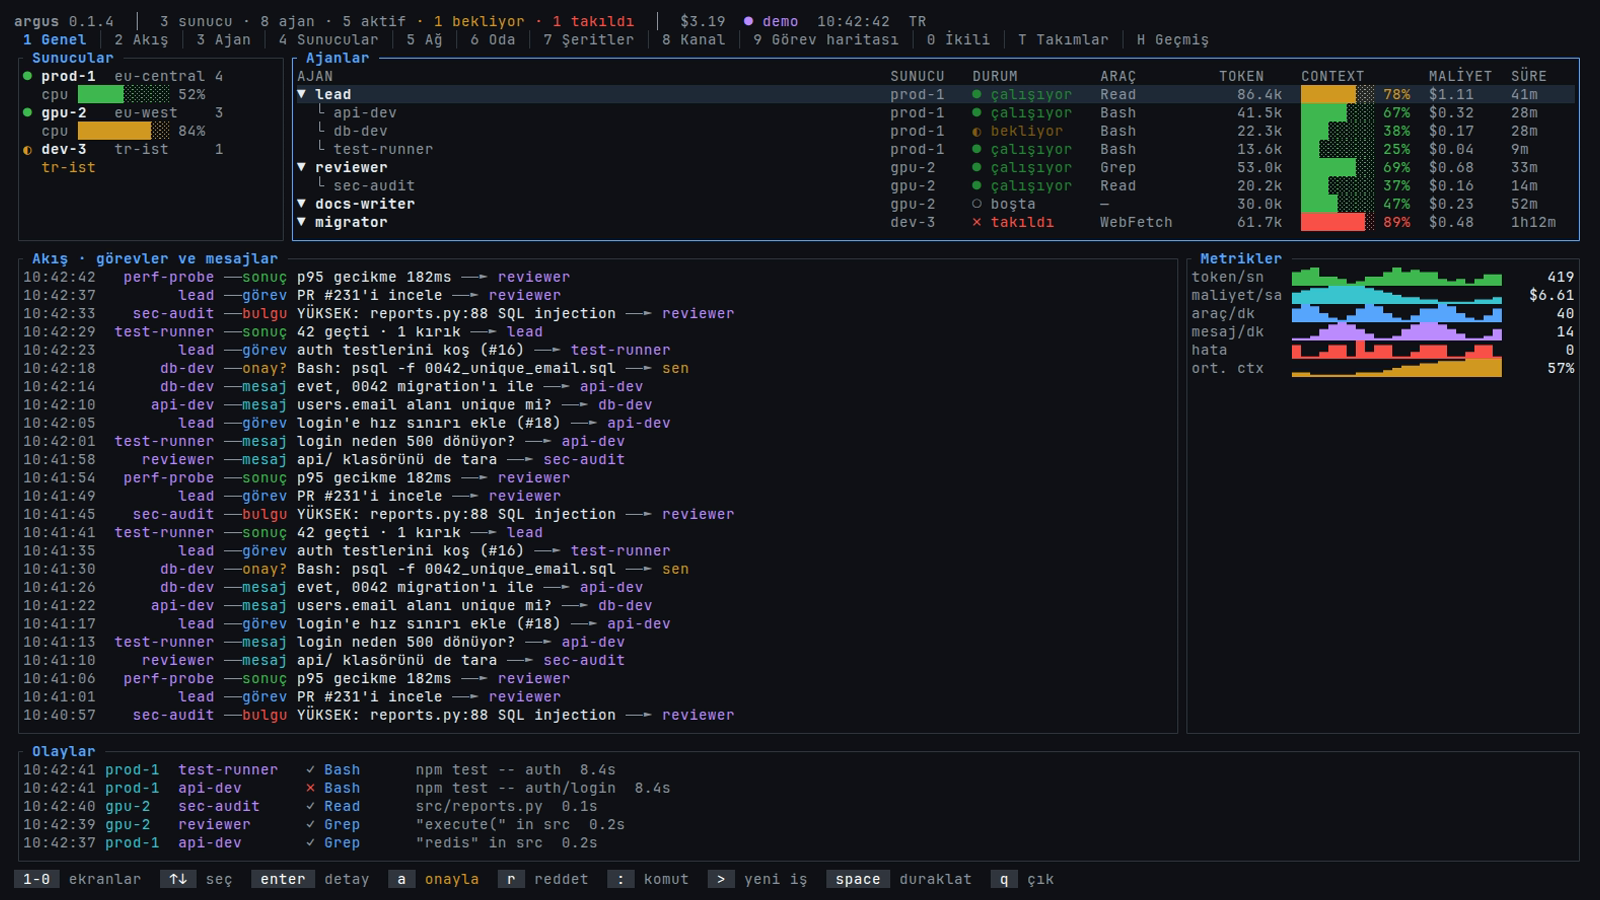 argus 0.1.4 │ 3 sunucu · 8 ajan · 5 aktif · 1 bekliyor · 1 takıldı │ $3.19 ● demo 10:42:42 TR
1 Genel │ 2 Akış │ 3 Ajan │ 4 Sunucular │ 5 Ağ │ 6 Oda │ 7 Şeritler │ 8 Kanal │ 9 Görev haritası │ 0 İkili │ T Takımlar │ H Geçmiş
Sunucular
● prod-1 eu-central 4
cpu 52%
● gpu-2 eu-west 3
cpu 84%
◐ dev-3 tr-ist 1
tr-ist
Ajanlar
AJAN SUNUCU DURUM ARAÇ TOKEN CONTEXT MALİYET SÜRE
▼ lead prod-1 ● çalışıyor Read 86.4k 78% $1.11 41m
└ api-dev prod-1 ● çalışıyor Bash 41.5k 67% $0.32 28m
└ db-dev prod-1 ◐ bekliyor Bash 22.3k 38% $0.17 28m
└ test-runner prod-1 ● çalışıyor Bash 13.6k 25% $0.04 9m
▼ reviewer gpu-2 ● çalışıyor Grep 53.0k 69% $0.68 33m
└ sec-audit gpu-2 ● çalışıyor Read 20.2k 37% $0.16 14m
▼ docs-writer gpu-2 ○ boşta — 30.0k 47% $0.23 52m
▼ migrator dev-3 ✕ takıldı WebFetch 61.7k 89% $0.48 1h12m
Akış · görevler ve mesajlar
10:42:42 perf-probe ──sonuç p95 gecikme 182ms ──► reviewer
10:42:37 lead ──görev PR #231'i incele ──► reviewer
10:42:33 sec-audit ──bulgu YÜKSEK: reports.py:88 SQL injection ──► reviewer
10:42:29 test-runner ──sonuç 42 geçti · 1 kırık ──► lead
10:42:23 lead ──görev auth testlerini koş (#16) ──► test-runner
10:42:18 db-dev ──onay? Bash: psql -f 0042_unique_email.sql ──► sen
10:42:14 db-dev ──mesaj evet, 0042 migration'ı ile ──► api-dev
10:42:10 api-dev ──mesaj users.email alanı unique mi? ──► db-dev
10:42:05 lead ──görev login'e hız sınırı ekle (#18) ──► api-dev
10:42:01 test-runner ──mesaj login neden 500 dönüyor? ──► api-dev
10:41:58 reviewer ──mesaj api/ klasörünü de tara ──► sec-audit
10:41:54 perf-probe ──sonuç p95 gecikme 182ms ──► reviewer
10:41:49 lead ──görev PR #231'i incele ──► reviewer
10:41:45 sec-audit ──bulgu YÜKSEK: reports.py:88 SQL injection ──► reviewer
10:41:41 test-runner ──sonuç 42 geçti · 1 kırık ──► lead
10:41:35 lead ──görev auth testlerini koş (#16) ──► test-runner
10:41:30 db-dev ──onay? Bash: psql -f 0042_unique_email.sql ──► sen
10:41:26 db-dev ──mesaj evet, 0042 migration'ı ile ──► api-dev
10:41:22 api-dev ──mesaj users.email alanı unique mi? ──► db-dev
10:41:17 lead ──görev login'e hız sınırı ekle (#18) ──► api-dev
10:41:13 test-runner ──mesaj login neden 500 dönüyor? ──► api-dev
10:41:10 reviewer ──mesaj api/ klasörünü de tara ──► sec-audit
10:41:06 perf-probe ──sonuç p95 gecikme 182ms ──► reviewer
10:41:01 lead ──görev PR #231'i incele ──► reviewer
10:40:57 sec-audit ──bulgu YÜKSEK: reports.py:88 SQL injection ──► reviewer
Metrikler
token/sn 419
maliyet/sa $6.61
araç/dk 40
mesaj/dk 14
hata 0
ort. ctx 57%
Olaylar
10:42:41 prod-1 test-runner ✓ Bash npm test -- auth 8.4s
10:42:41 prod-1 api-dev ✕ Bash npm test -- auth/login 8.4s
10:42:40 gpu-2 sec-audit ✓ Read src/reports.py 0.1s
10:42:39 gpu-2 reviewer ✓ Grep "execute(" in src 0.2s
10:42:37 prod-1 api-dev ✓ Grep "redis" in src 0.2s
1-0 ekranlar ↑↓ seç enter detay a onayla r reddet : komut > yeni iş space duraklat q çık